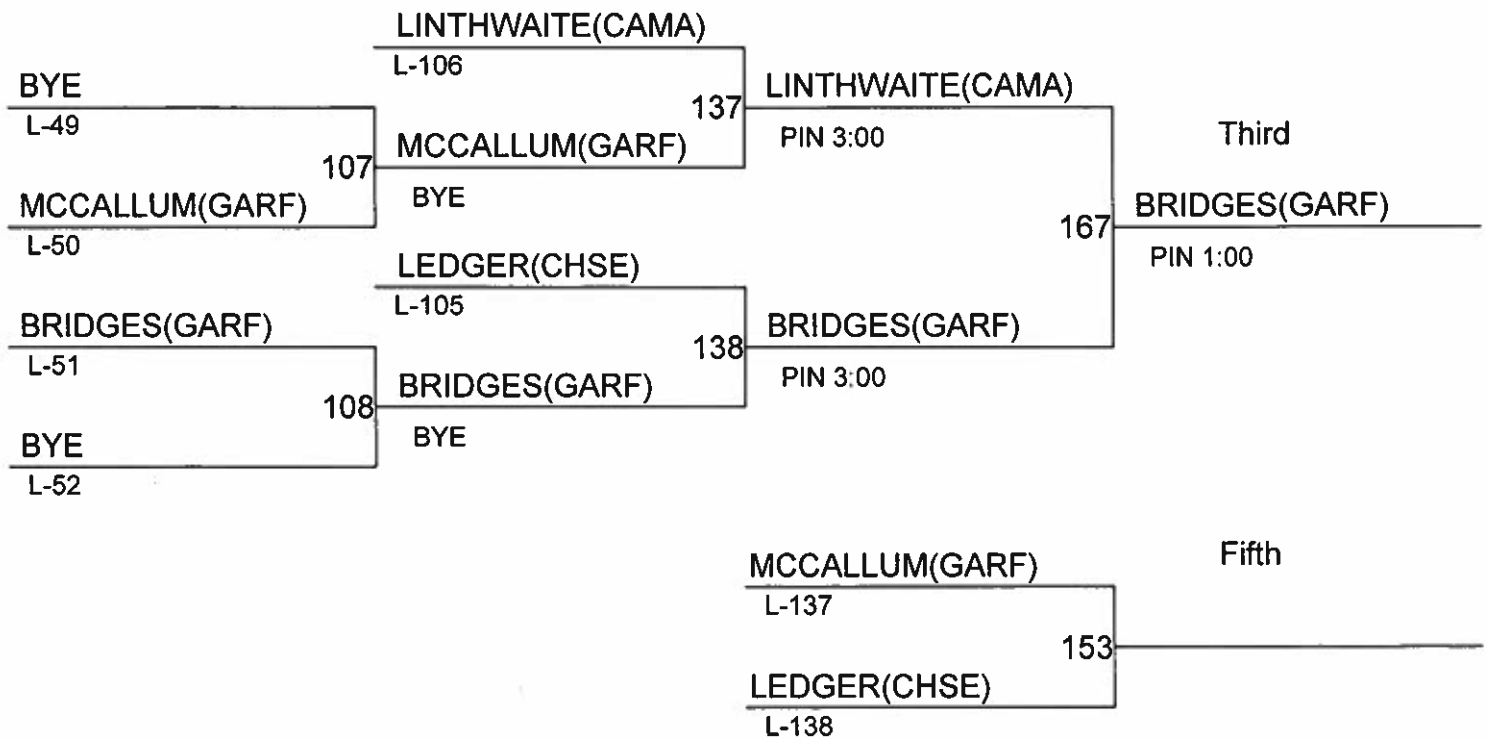 LINTHWAITE(CAMA)
L-106
BYE
L-49
137
LINTHWAITE(CAMA)
PIN 3:00
Third
107
MCCALLUM(GARF)
BYE
MCCALLUM(GARF)
L-50
167
BRIDGES(GARF)
PIN 1:00
LEDGER(CHSE)
L-105
BRIDGES(GARF)
L-51
138
BRIDGES(GARF)
PIN 3:00
108
BRIDGES(GARF)
BYE
BYE
L-52
Fifth
MCCALLUM(GARF)
L-137
153
LEDGER(CHSE)
L-138